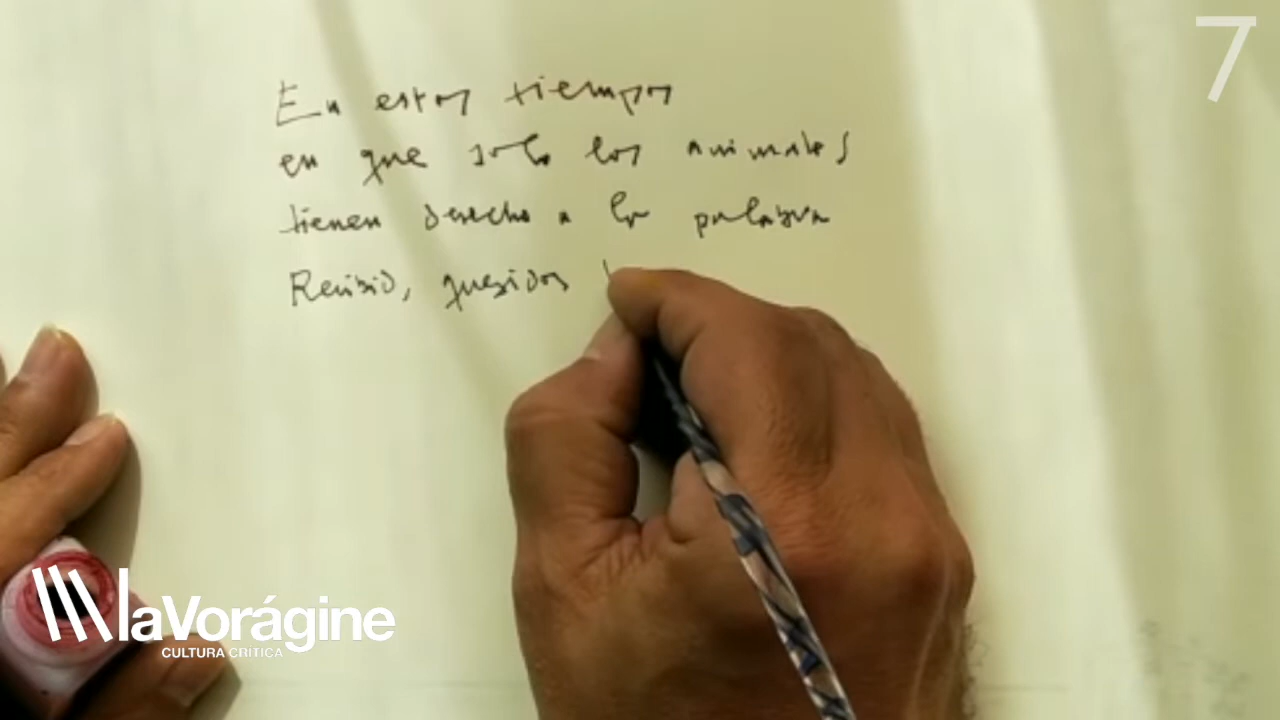 7
En estos tiempos
en que solo los animales
tienen derecho a la palabra
Recibid, queridos
laVorágine
CULTURA CRÍTICA